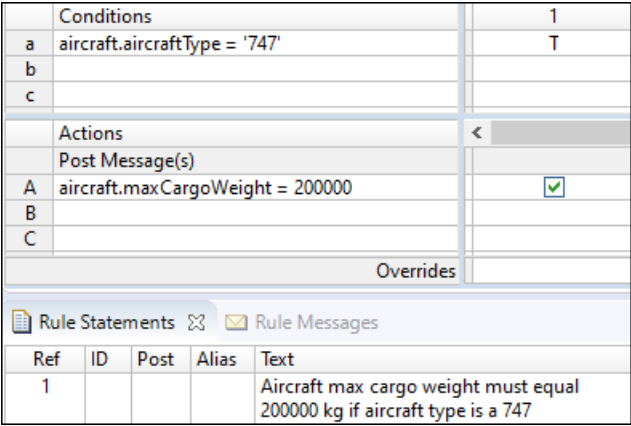 Conditions 1
a aircraft.aircraftType = '747' T
b
c
Actions <
Post Message(s)
A aircraft.maxCargoWeight = 200000
B
C
Overrides
Rule Statements Rule Messages
Ref ID Post Alias Text
1 Aircraft max cargo weight must equal
200000 kg if aircraft type is a 747